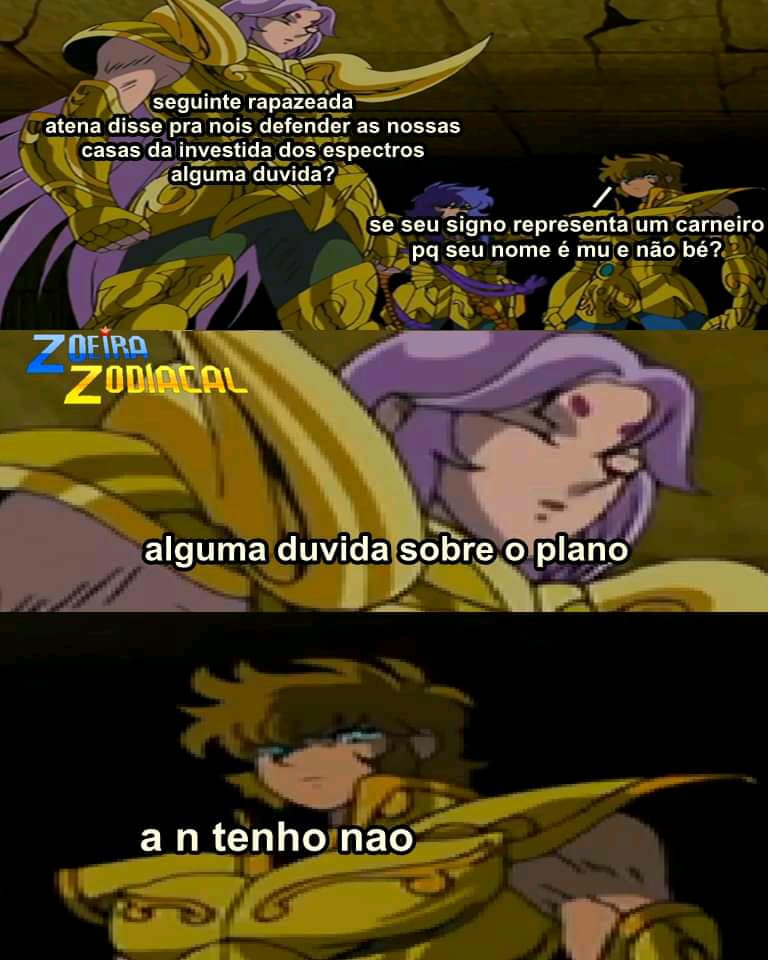 seguinte rapazeada
atena disse pra nois defender as nossas
casas da investida dos espectros
alguma duvida?
se seu signo representa um carneiro
pq seu nome é mu e não bé?
ZOEIRA
ZODIACAL
alguma duvida sobre o plano
a n tenho nao